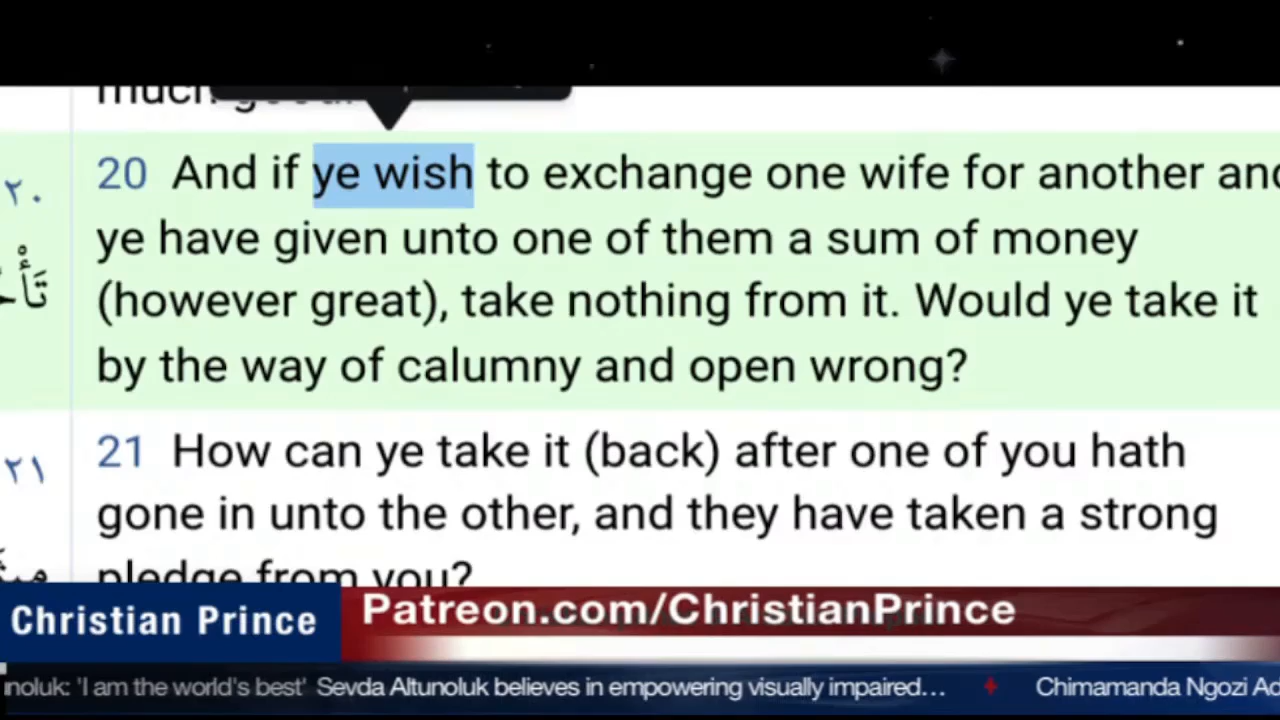 20 And if ye wish to exchange one wife for another
ye have given unto one of them a sum of money
(however great), take nothing from it. Would ye take it
by the way of calumny and open wrong?
21 How can ye take it (back) after one of you hath
gone in unto the other, and they have taken a strong
pledge from you?
٢٠
٢١
Christian Prince
Patreon.com/ChristianPrince
'I am the world's best' Sevda Altunoluk believes in empowering visually impaired... Chimamanda Ngozi